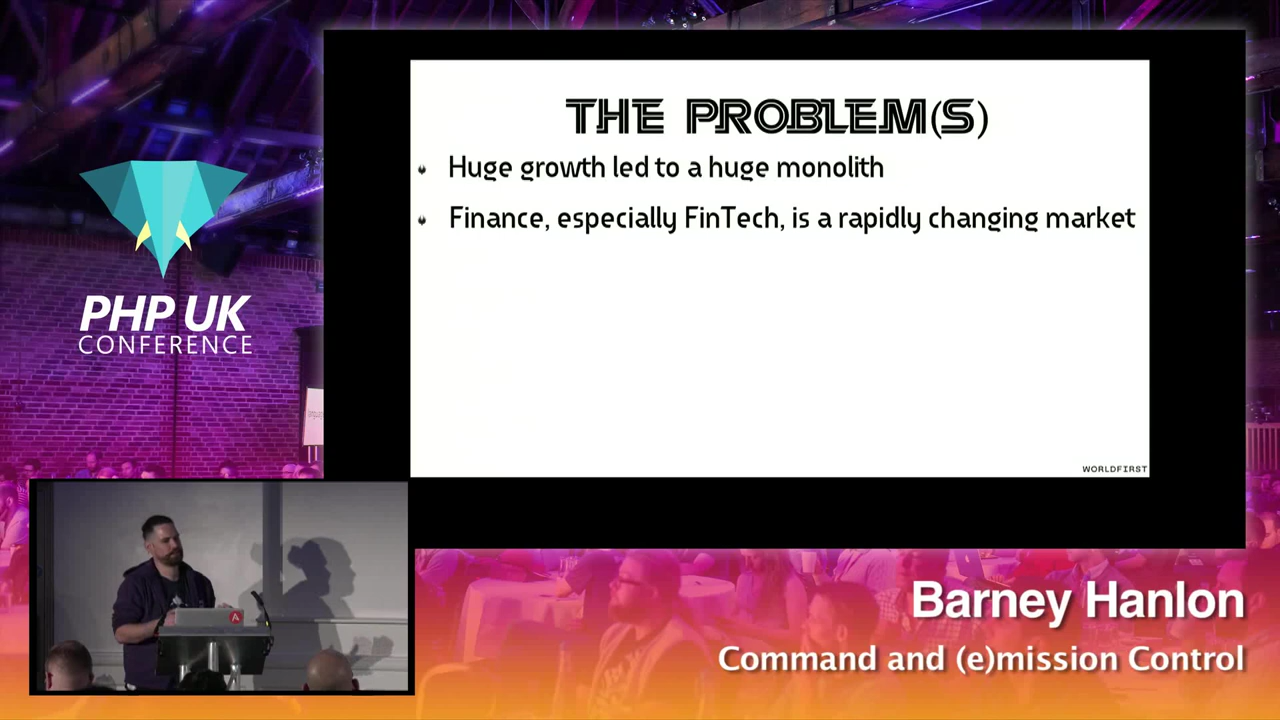 THE PROBLEM(S)
Huge growth led to a huge monolith
Finance, especially FinTech, is a rapidly changing market
WORLDFIRST
PHP UK
CONFERENCE
Barney Hanlon
Command and (e)mission Control